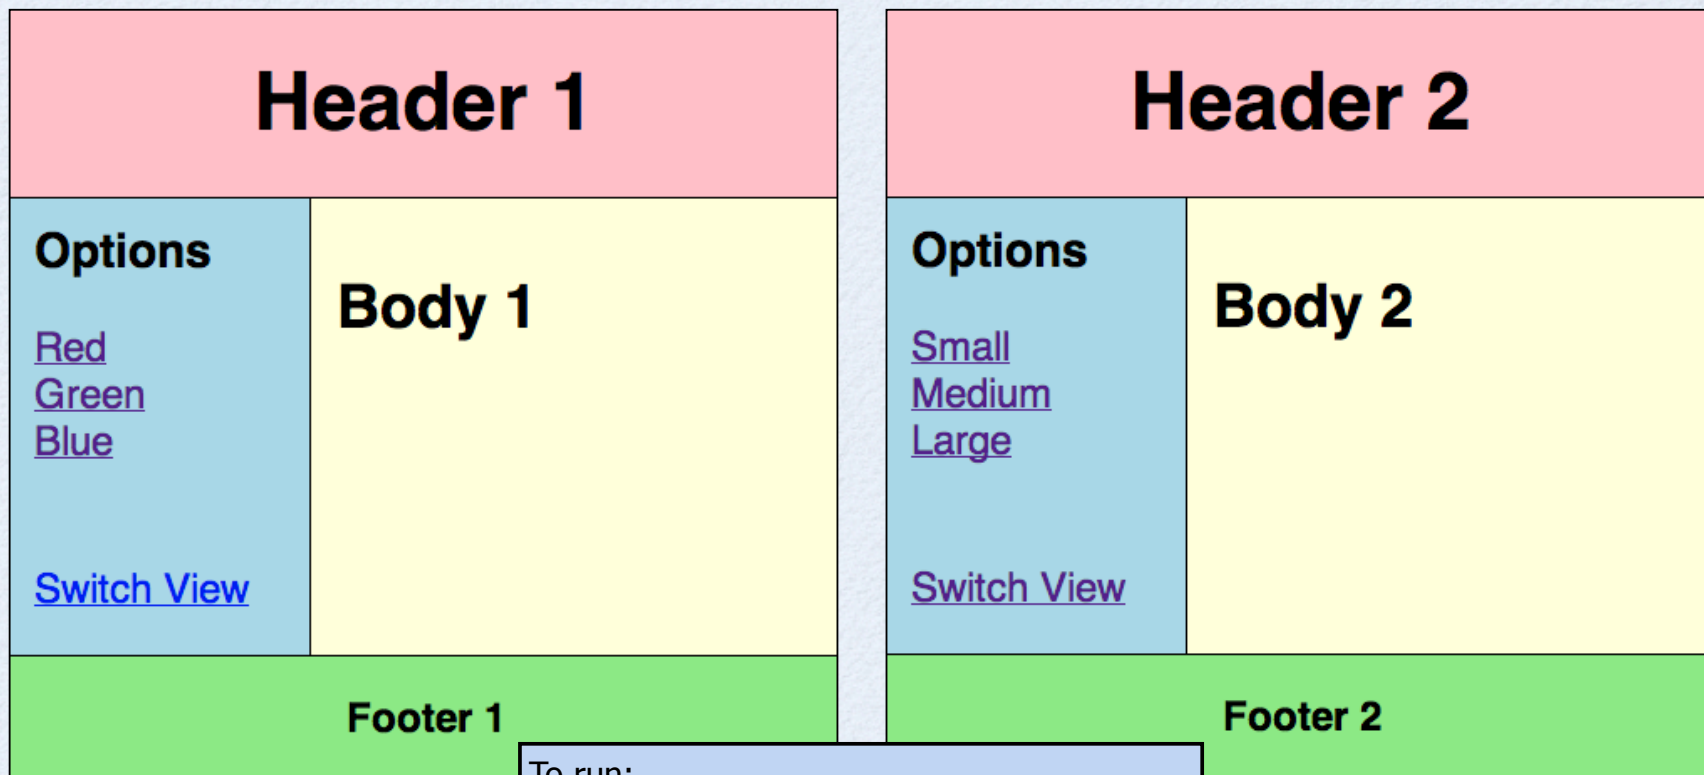 Header 1
Options
Red
Green
Blue
Switch View
Body 1
Footer 1
Header 2
Options
Small
Medium
Large
Switch View
Body 2
Footer 2
To run: